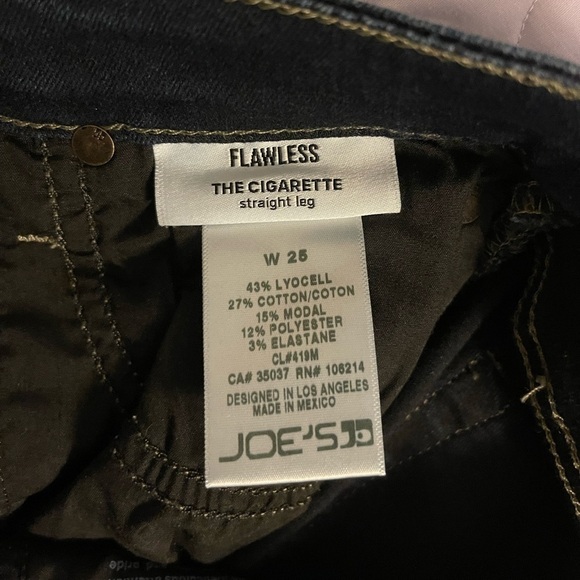 FLAWLESS
THE CIGARETTE
straight leg
W 25
43% LYOCELL
27% COTTON/COTON
15% MODAL
12% POLYESTER
3% ELASTANE
CL#419M
CA# 35037 RN# 106214
DESIGNED IN LOS ANGELES
MADE IN MEXICO
JOE'S